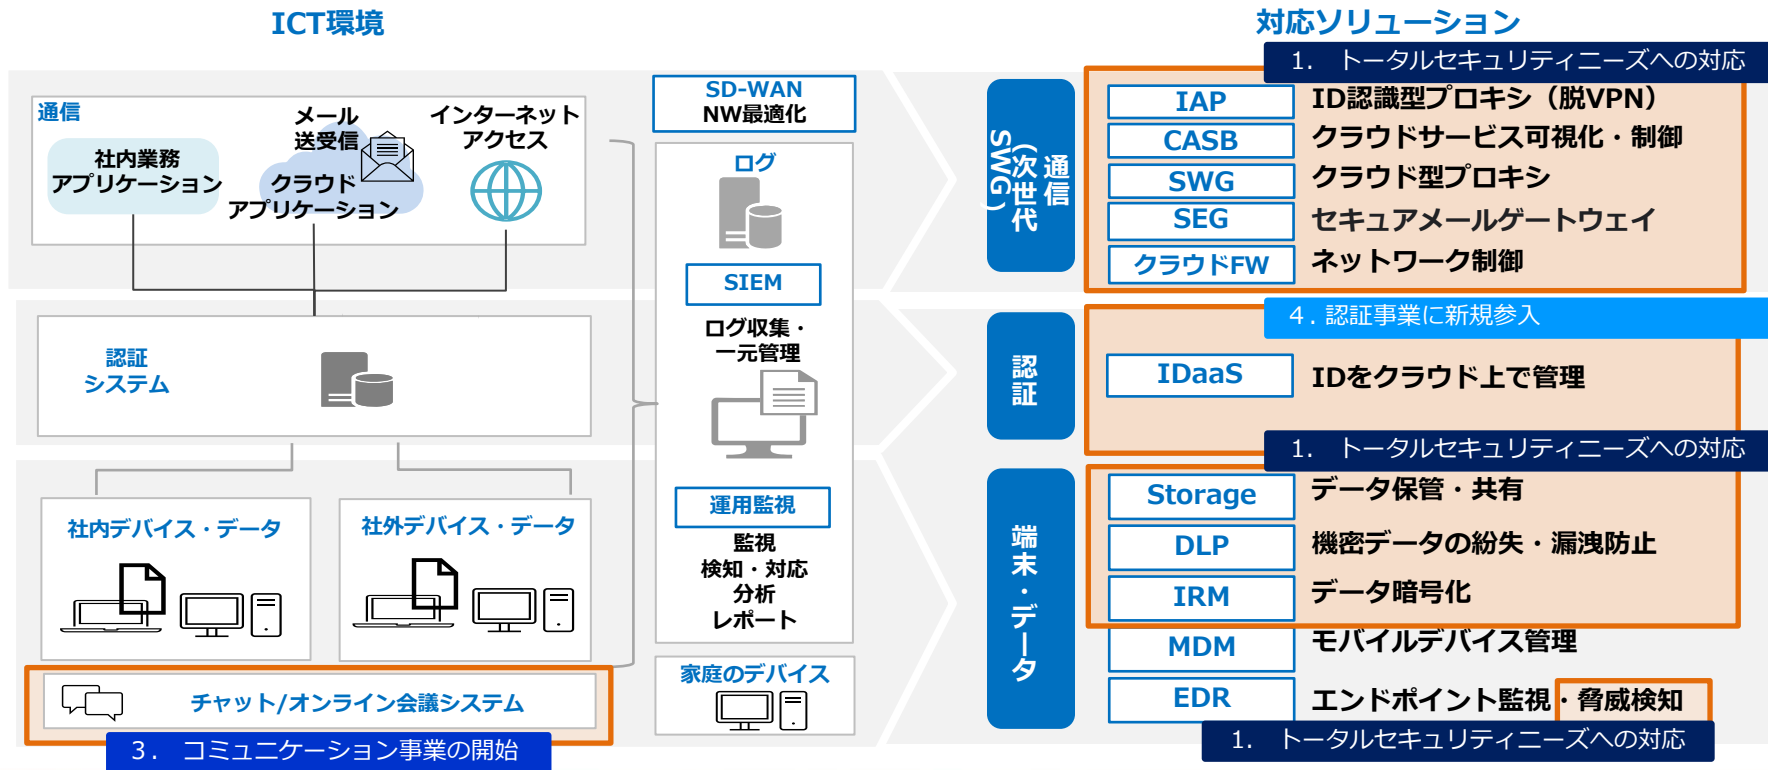 ICT環境
対応ソリューション
通信
社内業務
アプリケーション
メール
送受信
クラウド
アプリケーション
インターネット
アクセス
認証
システム
社内デバイス・データ
社外デバイス・データ
チャット/オンライン会議システム
3. コミュニケーション事業の開始
SD-WAN
NW最適化
ログ
SIEM
ログ収集・
一元管理
運用監視
監視
検知・対応
分析
レポート
家庭のデバイス
通信
(次世代
SWG)
1. トータルセキュリティニーズへの対応
IAP ID認識型プロキシ（脱VPN）
CASB クラウドサービス可視化・制御
SWG クラウド型プロキシ
SEG セキュアメールゲートウェイ
クラウドFW ネットワーク制御
認証
４. 認証事業に新規参入
IDaaS IDをクラウド上で管理
端末・データ
1. トータルセキュリティニーズへの対応
Storage データ保管・共有
DLP 機密データの紛失・漏洩防止
IRM データ暗号化
MDM モバイルデバイス管理
EDR エンドポイント監視・脅威検知
1. トータルセキュリティニーズへの対応